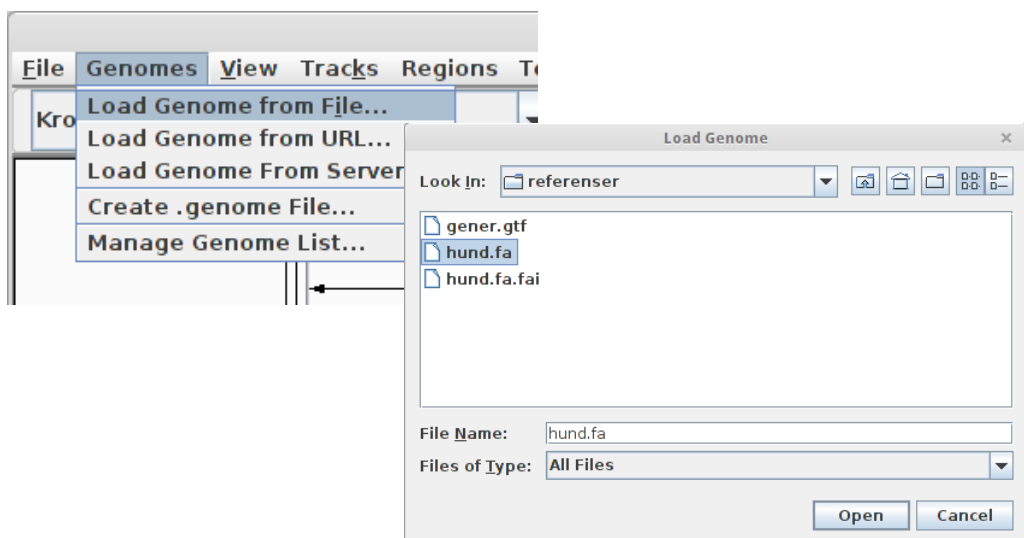 File Genomes View Tracks Regions
Load Genome from File...
Kro
Load Genome from URL...
Load Genome From Server
Create .genome File...
Manage Genome List...
Load Genome
Look In: referenser
gener.gtf
hund.fa
hund.fa.fai
File Name: hund.fa
Files of Type: All Files
Open Cancel